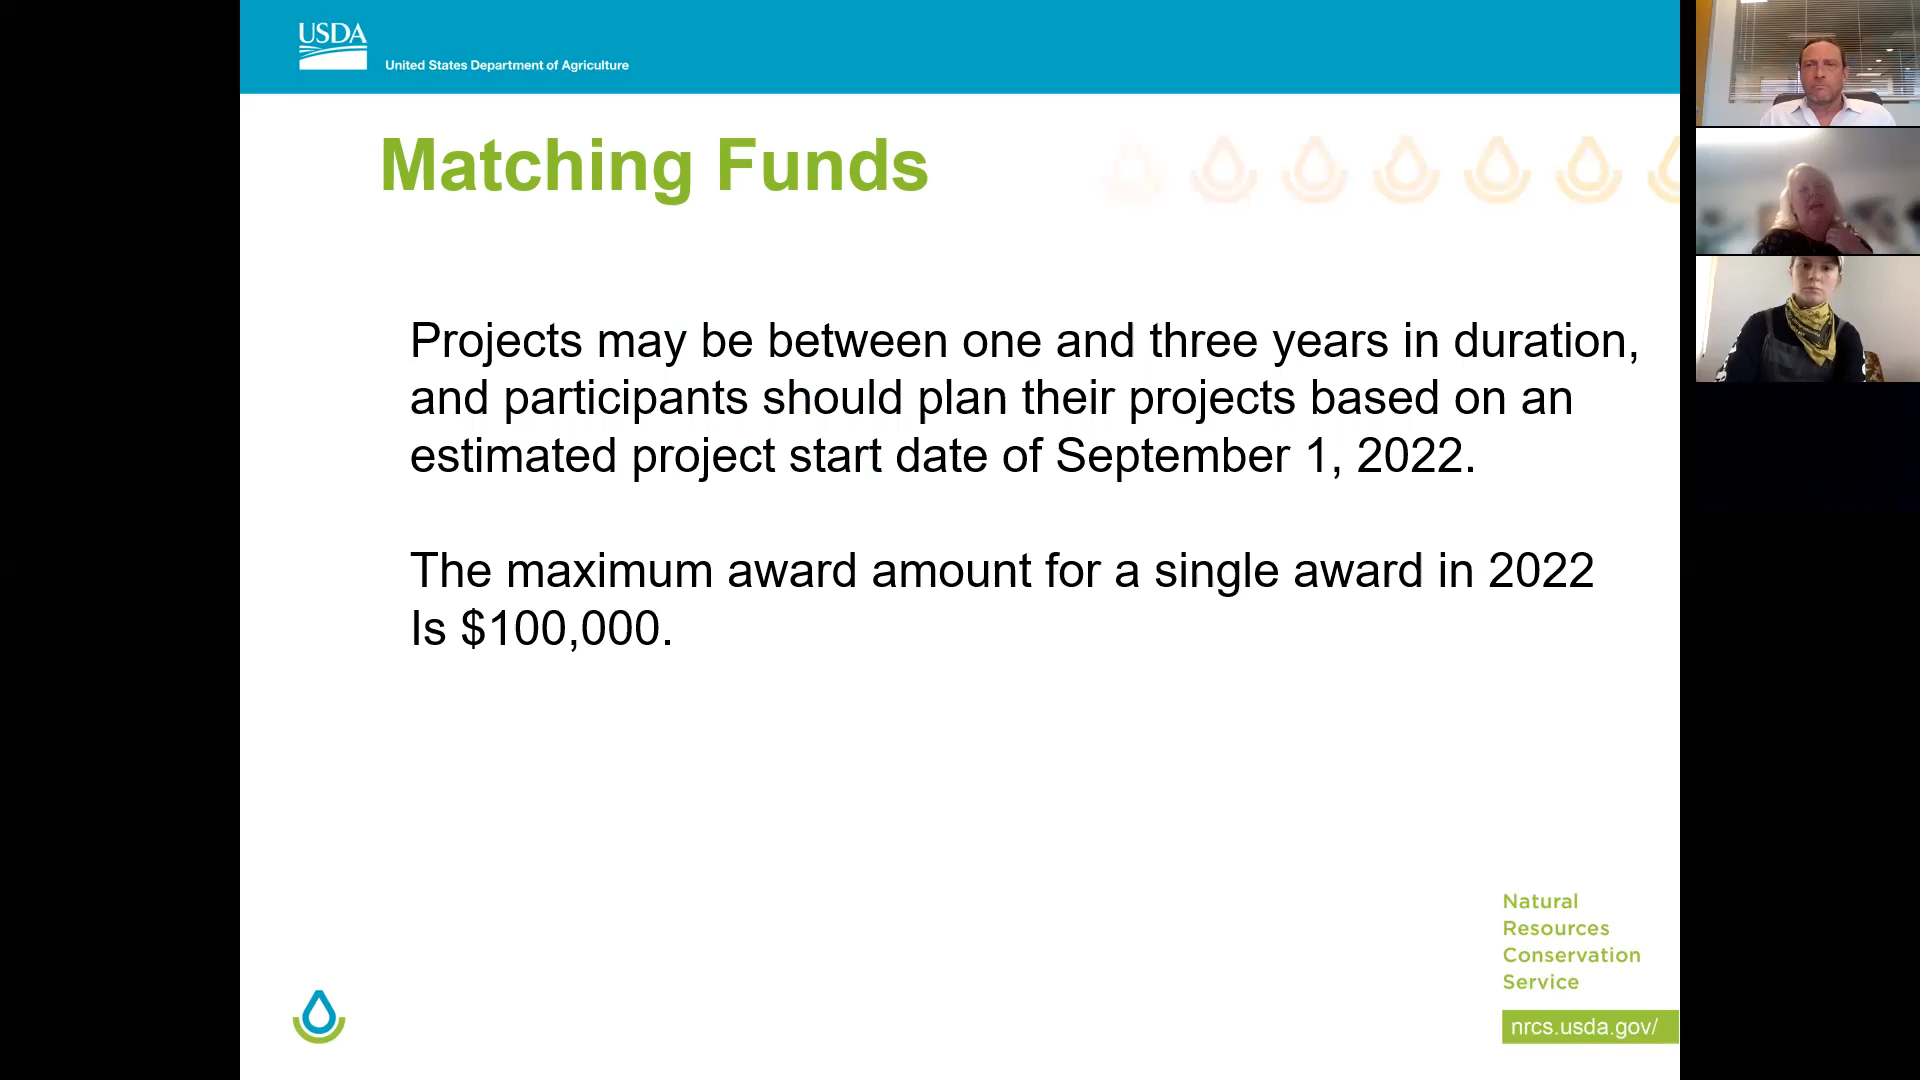 USDA
United States Department of Agriculture
Matching Funds
Projects may be between one and three years in duration,
and participants should plan their projects based on an
estimated project start date of September 1, 2022.
The maximum award amount for a single award in 2022
Is $100,000.
Natural
Resources
Conservation
Service
nrcs.usda.gov/